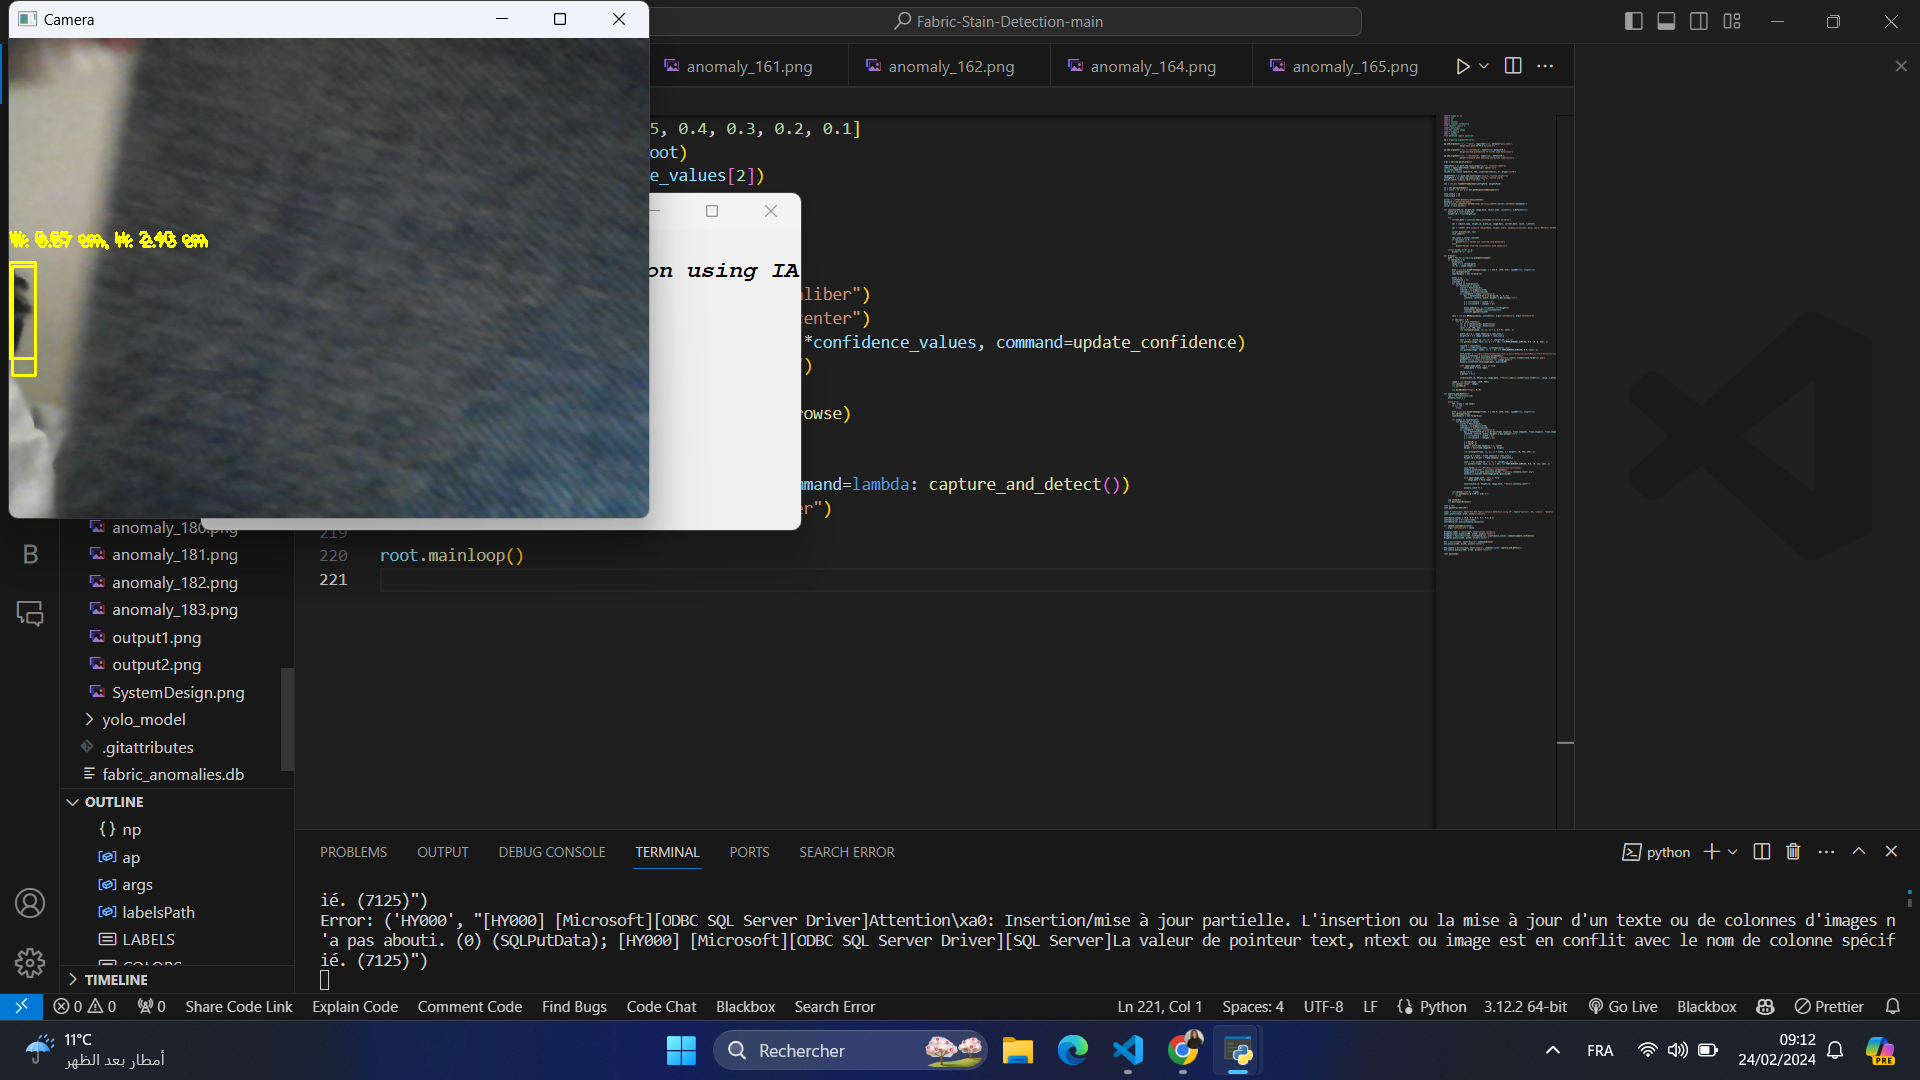 Camera
Fabric-Stain-Detection-main
anomaly_161.png
anomaly_162.png
anomaly_164.png
anomaly_165.png
5, 0.4, 0.3, 0.2, 0.1]
oot)
e_values[2])
W: cm, H: cm
on using IA
liber")
center")
*confidence_values, command=update_confidence)
)
rowse)
mmand=lambda: capture_and_detect())
er")
219
220 root.mainloop()
221
anomaly_180.png
anomaly_181.png
anomaly_182.png
anomaly_183.png
output1.png
output2.png
SystemDesign.png
yolo_model
.gitattributes
fabric_anomalies.db
OUTLINE
np
ap
args
labelsPath
LABELS
COLORS
TIMELINE
PROBLEMS
OUTPUT
DEBUG CONSOLE
TERMINAL
PORTS
SEARCH ERROR
python
ié. (7125)")
Error: ('HY000', "[HY000] [Microsoft][ODBC SQL Server Driver]Attention\xa0: Insertion/mise à jour partielle. L'insertion ou la mise à jour d'un texte ou de colonnes d'images n
'a pas abouti. (0) (SQLPutData); [HY000] [Microsoft][ODBC SQL Server Driver][SQL Server]La valeur de pointeur text, ntext ou image est en conflit avec le nom de colonne spécif
ié. (7125)")
0 0 0 Share Code Link Explain Code Comment Code Find Bugs Code Chat Blackbox Search Error Ln 221, Col 1 Spaces: 4 UTF-8 LF Python 3.12.2 64-bit Go Live Blackbox Prettier
11°C
أمطار بعد الظهر
Rechercher
FRA
09:12
24/02/2024
PRE